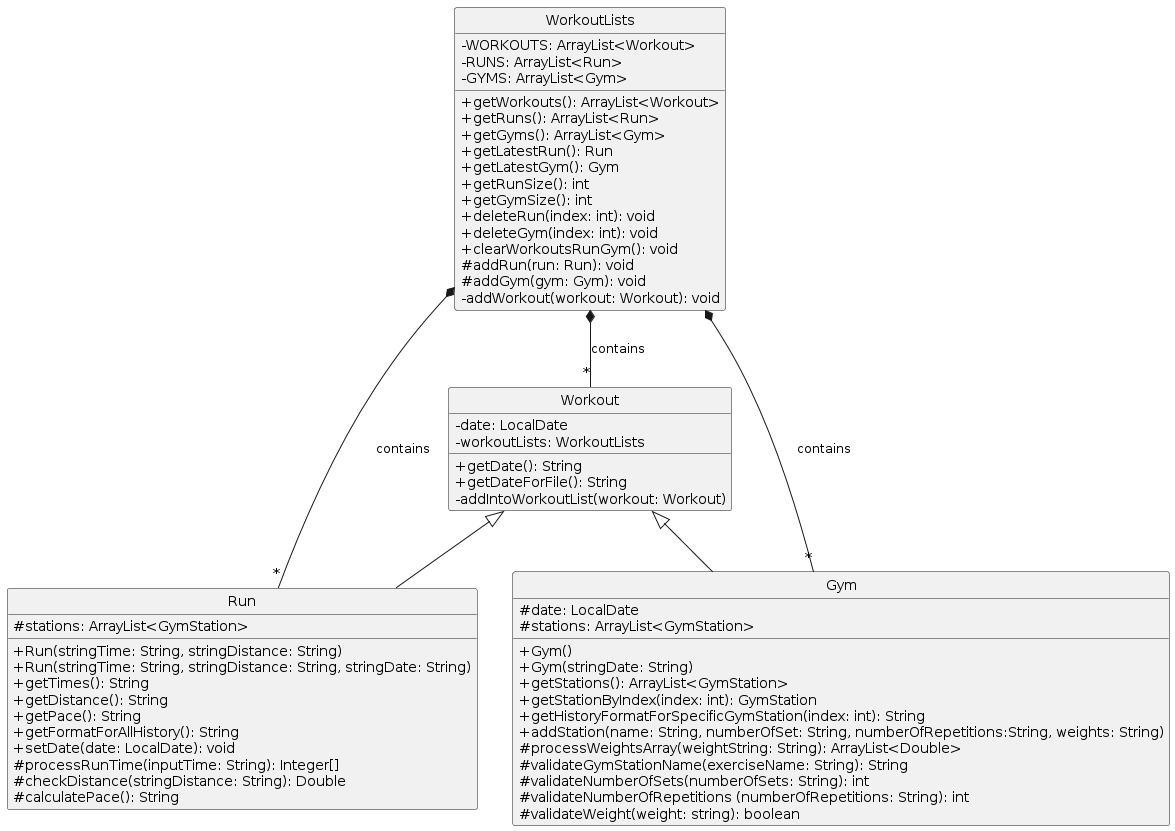 WorkoutLists
-WORKOUTS: ArrayList<Workout>
-RUNS: ArrayList<Run>
-GYMS: ArrayList<Gym>
+getWorkouts(): ArrayList<Workout>
+getRuns(): ArrayList<Run>
+getGyms(): ArrayList<Gym>
+getLatestRun(): Run
+getLatestGym(): Gym
+getRunSize(): int
+getGymSize(): int
+deleteRun(index: int): void
+deleteGym(index: int): void
+clearWorkoutsRunGym(): void
#addRun(run: Run): void
#addGym(gym: Gym): void
-addWorkout(workout: Workout): void
contains
*
Workout
-date: LocalDate
-workoutLists: WorkoutLists
+getDate(): String
+getDateForFile(): String
-addIntoWorkoutList(workout: Workout)
contains
contains
*
*
Run
#stations: ArrayList<GymStation>
+Run(stringTime: String, stringDistance: String)
+Run(stringTime: String, stringDistance: String, stringDate: String)
+getTimes(): String
+getDistance(): String
+getPace(): String
+getFormatForAllHistory(): String
+setDate(date: LocalDate): void
#processRunTime(inputTime: String): Integer[]
#checkDistance(stringDistance: String): Double
#calculatePace(): String
Gym
#date: LocalDate
#stations: ArrayList<GymStation>
+Gym()
+Gym(stringDate: String)
+getStations(): ArrayList<GymStation>
+getStationByIndex(index: int): GymStation
+getHistoryFormatForSpecificGymStation(index: int): String
+addStation(name: String, numberOfSet: String, numberOfRepetitions:String, weights: String)
#processWeightsArray(weightString: String): ArrayList<Double>
#validateGymStationName(exerciseName: String): String
#validateNumberOfSets(numberOfSets: String): int
#validateNumberOfRepetitions (numberOfRepetitions: String): int
#validateWeight(weight: string): boolean